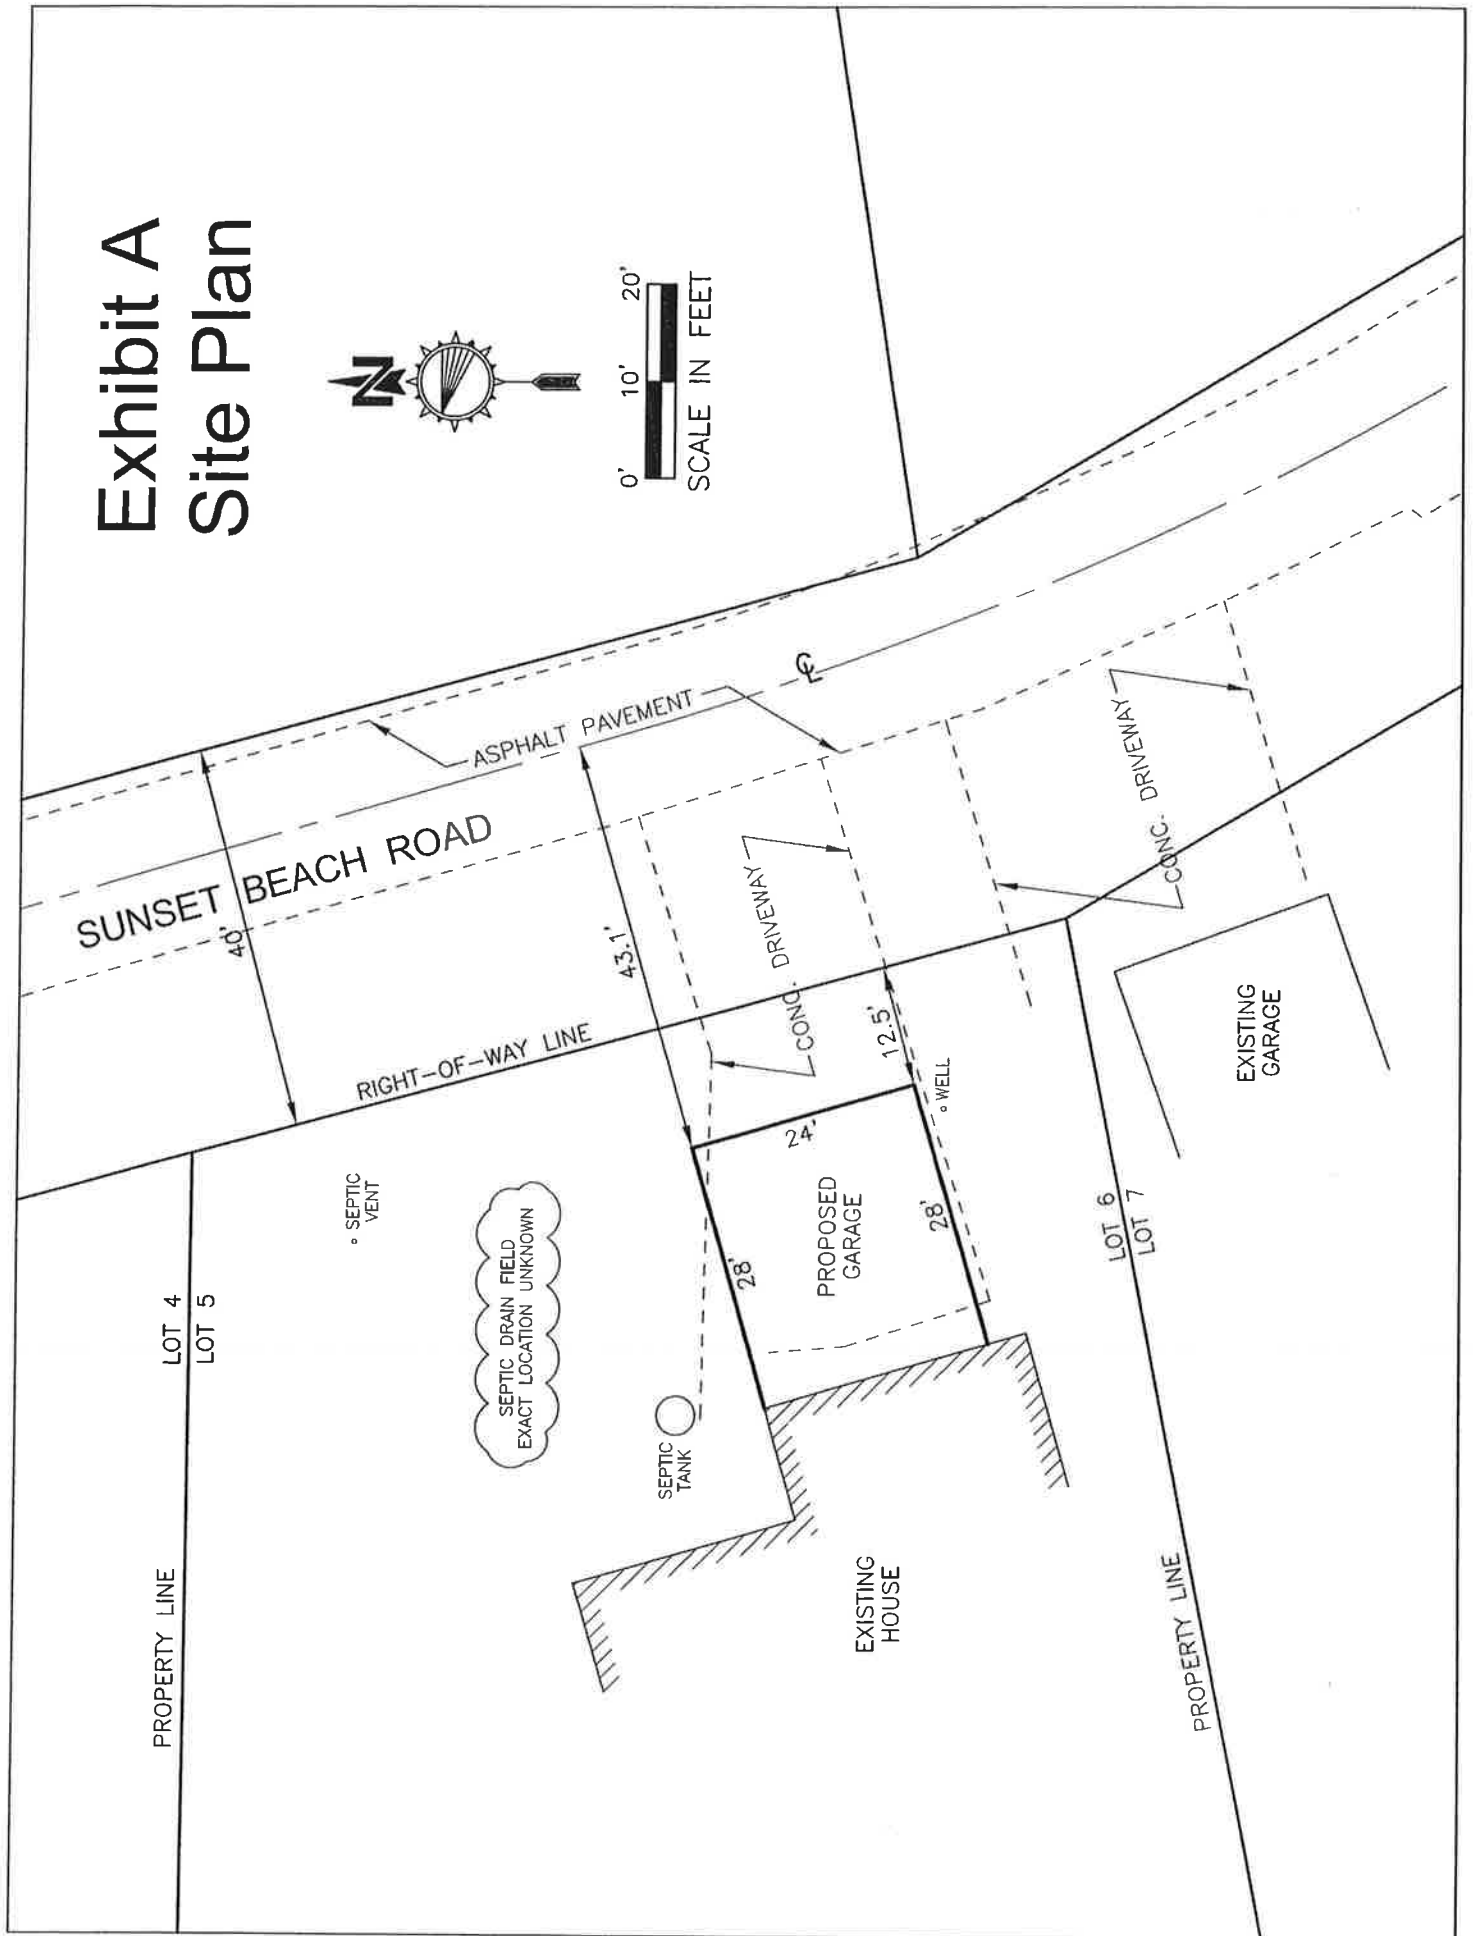 Exhibit A
Site Plan
N
0' 10' 20'
SCALE IN FEET
SUNSET BEACH ROAD
40'
ASPHALT PAVEMENT
℄
43.1'
RIGHT-OF-WAY LINE
CONC. DRIVEWAY
CONC. DRIVEWAY
12.5'
WELL
24'
28'
28'
PROPOSED
GARAGE
EXISTING
GARAGE
SEPTIC
VENT
SEPTIC DRAIN FIELD
EXACT LOCATION UNKNOWN
SEPTIC
TANK
LOT 4
LOT 5
LOT 6
LOT 7
PROPERTY LINE
EXISTING
HOUSE
PROPERTY LINE